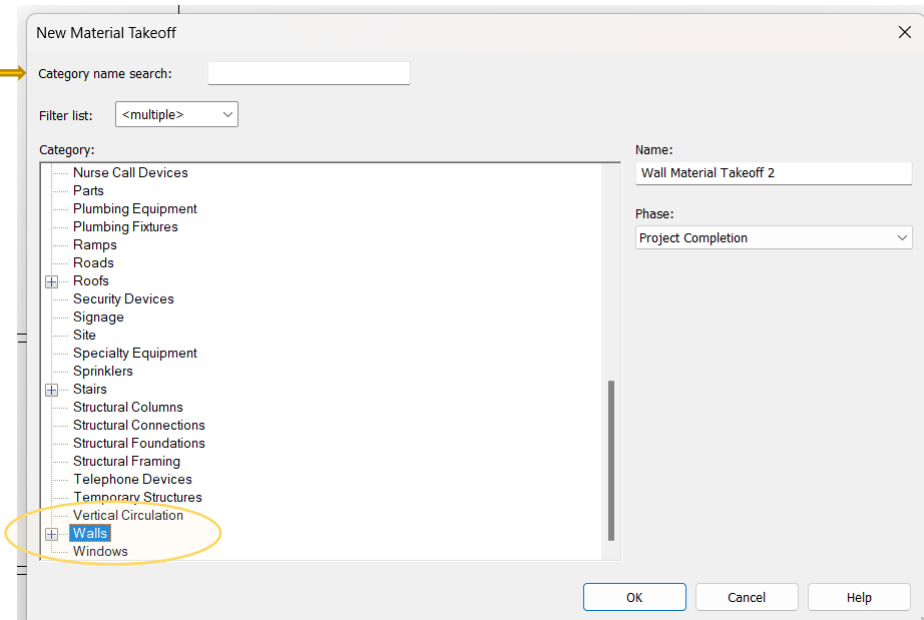 New Material Takeoff
Category name search:
Filter list: <multiple>
Category:
Nurse Call Devices
Parts
Plumbing Equipment
Plumbing Fixtures
Ramps
Roads
Roofs
Security Devices
Signage
Site
Specialty Equipment
Sprinklers
Stairs
Structural Columns
Structural Connections
Structural Foundations
Structural Framing
Telephone Devices
Temporary Structures
Vertical Circulation
Walls
Windows
Name:
Wall Material Takeoff 2
Phase:
Project Completion
OK Cancel Help